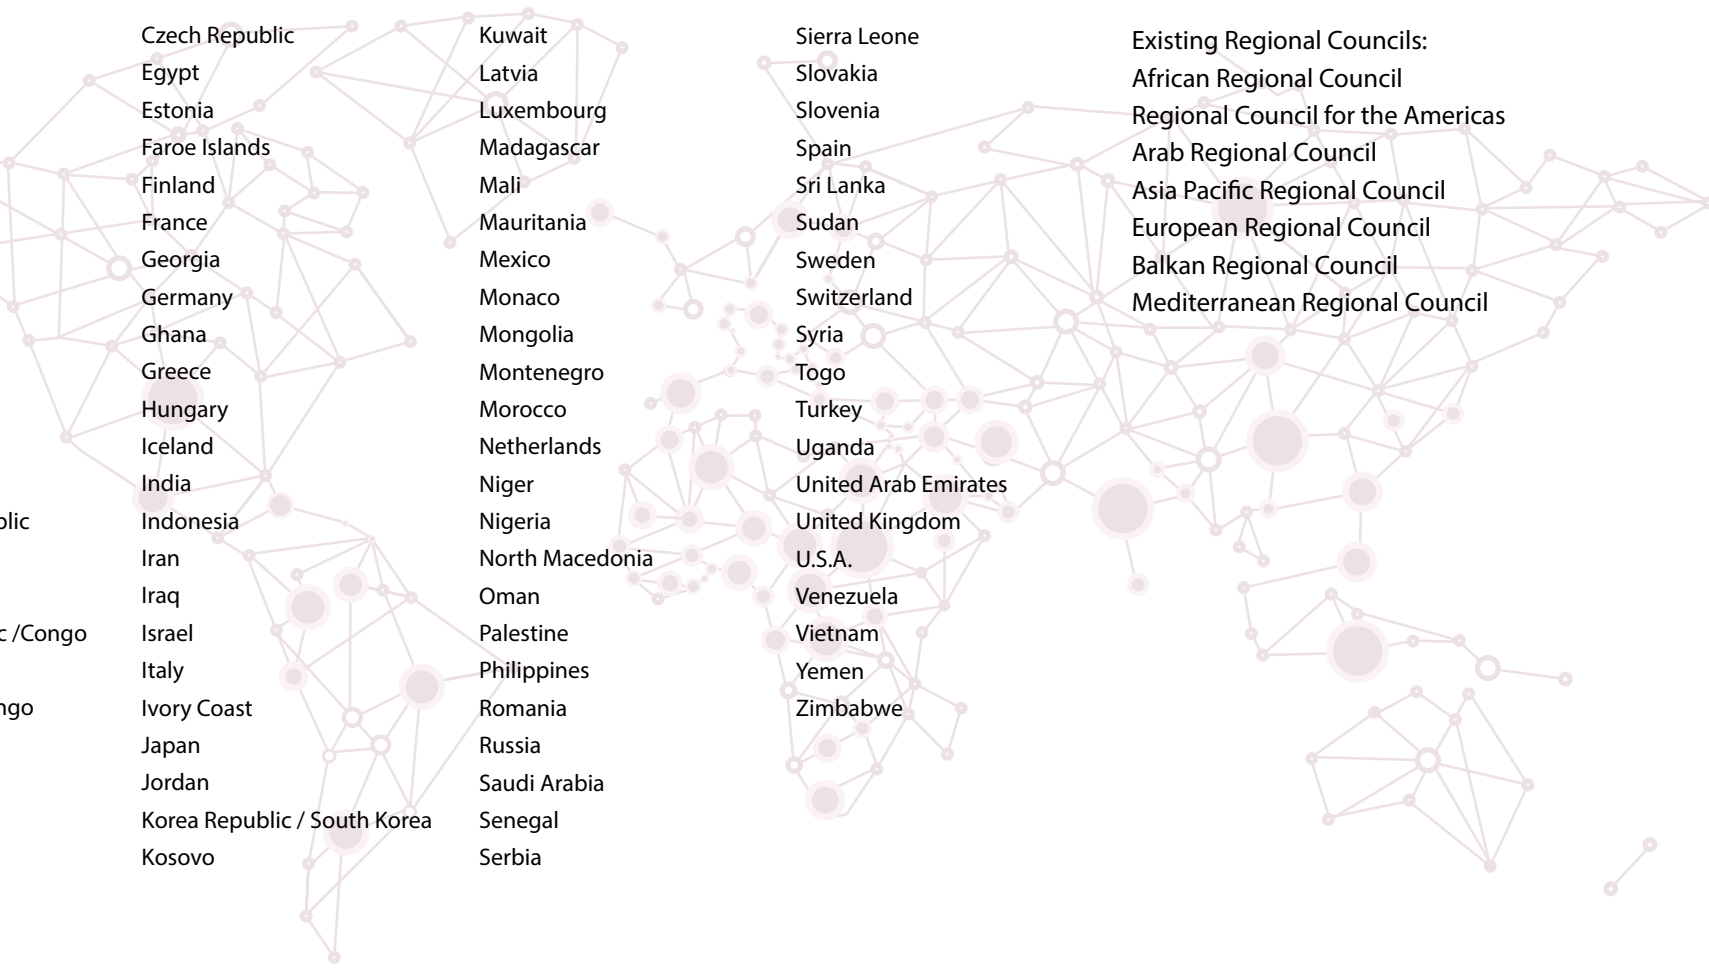 blic
c /Congo
ngo
Czech Republic
Egypt
Estonia
Faroe Islands
Finland
France
Georgia
Germany
Ghana
Greece
Hungary
Iceland
India
Indonesia
Iran
Iraq
Israel
Italy
Ivory Coast
Japan
Jordan
Korea Republic / South Korea
Kosovo
Kuwait
Latvia
Luxembourg
Madagascar
Mali
Mauritania
Mexico
Monaco
Mongolia
Montenegro
Morocco
Netherlands
Niger
Nigeria
North Macedonia
Oman
Palestine
Philippines
Romania
Russia
Saudi Arabia
Senegal
Serbia
Sierra Leone
Slovakia
Slovenia
Spain
Sri Lanka
Sudan
Sweden
Switzerland
Syria
Togo
Turkey
Uganda
United Arab Emirates
United Kingdom
U.S.A.
Venezuela
Vietnam
Yemen
Zimbabwe
Existing Regional Councils:
African Regional Council
Regional Council for the Americas
Arab Regional Council
Asia Pacific Regional Council
European Regional Council
Balkan Regional Council
Mediterranean Regional Council